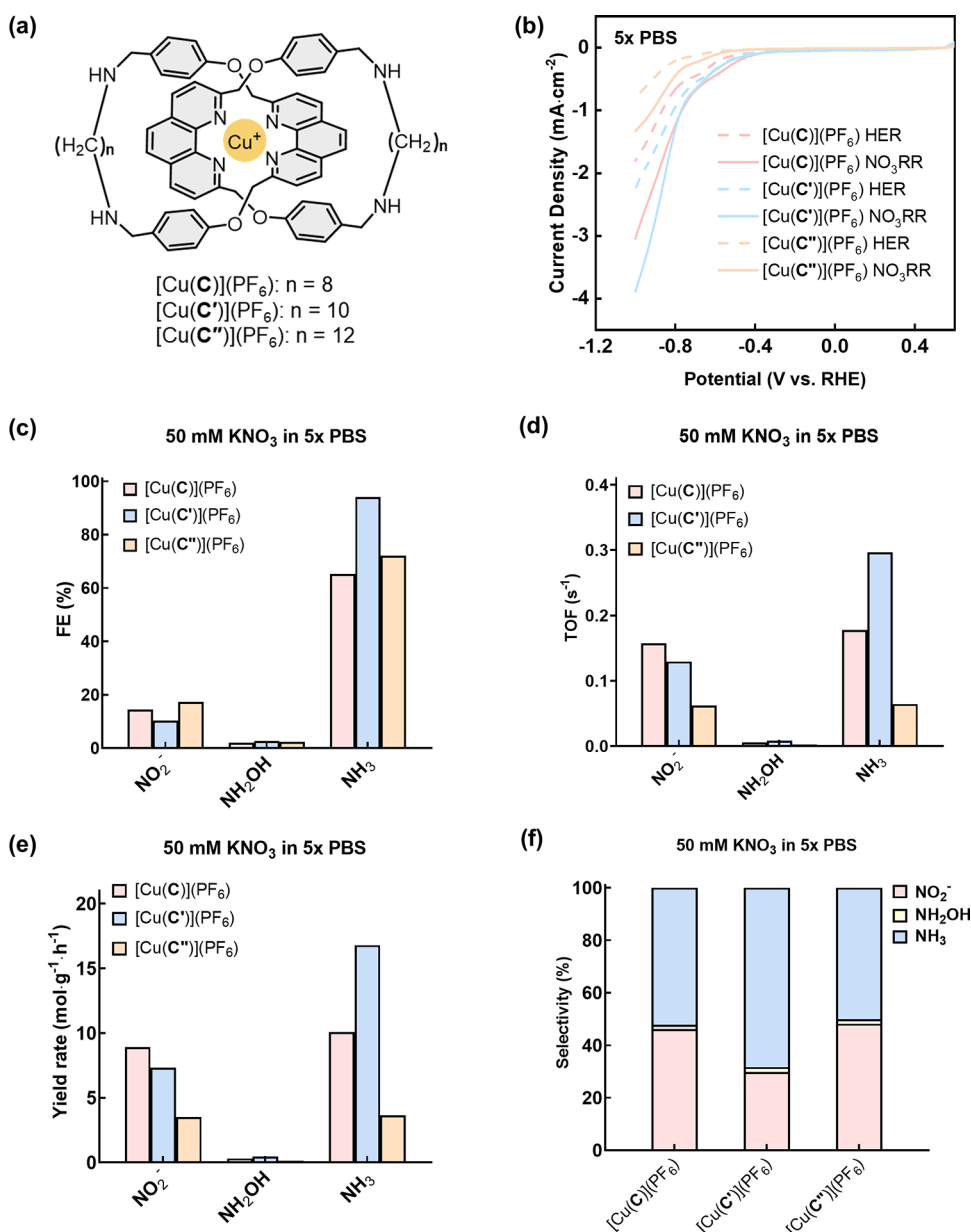 (a)
HN
O
O
NH
N
N
(H₂C)n
Cu⁺
(CH₂)n
N
N
HN
O
O
NH
[Cu(C)](PF₆): n = 8
[Cu(C′)](PF₆): n = 10
[Cu(C″)](PF₆): n = 12
(b)
5x PBS
Current Density (mA·cm⁻²)
0
-1
-2
-3
-4
[Cu(C)](PF₆) HER
[Cu(C)](PF₆) NO₃RR
[Cu(C')](PF₆) HER
[Cu(C')](PF₆) NO₃RR
[Cu(C")](PF₆) HER
[Cu(C")](PF₆) NO₃RR
-1.2 -0.8 -0.4 0.0 0.4
Potential (V vs. RHE)
(c)
50 mM KNO₃ in 5x PBS
FE (%)
100
80
60
40
20
0
[Cu(C)](PF₆)
[Cu(C')](PF₆)
[Cu(C")](PF₆)
NO₂⁻ NH₂OH NH₃
(d)
50 mM KNO₃ in 5x PBS
TOF (s⁻¹)
0.4
0.3
0.2
0.1
0.0
[Cu(C)](PF₆)
[Cu(C')](PF₆)
[Cu(C")](PF₆)
NO₂⁻ NH₂OH NH₃
(e)
50 mM KNO₃ in 5x PBS
Yield rate (mol·g⁻¹·h⁻¹)
20
15
10
5
0
[Cu(C)](PF₆)
[Cu(C')](PF₆)
[Cu(C")](PF₆)
NO₂⁻ NH₂OH NH₃
(f)
50 mM KNO₃ in 5x PBS
Selectivity (%)
100
80
60
40
20
0
NO₂⁻
NH₂OH
NH₃
[Cu(C)](PF₆) [Cu(C')](PF₆) [Cu(C")](PF₆)